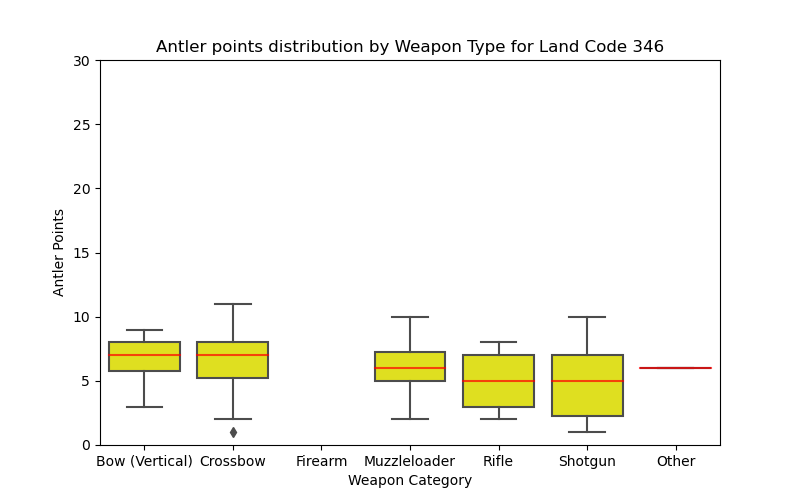 Antler points distribution by Weapon Type for Land Code 346
30
25
20
15
10
5
0
Antler Points
Bow (Vertical) Crossbow Firearm Muzzleloader Rifle Shotgun Other
Weapon Category